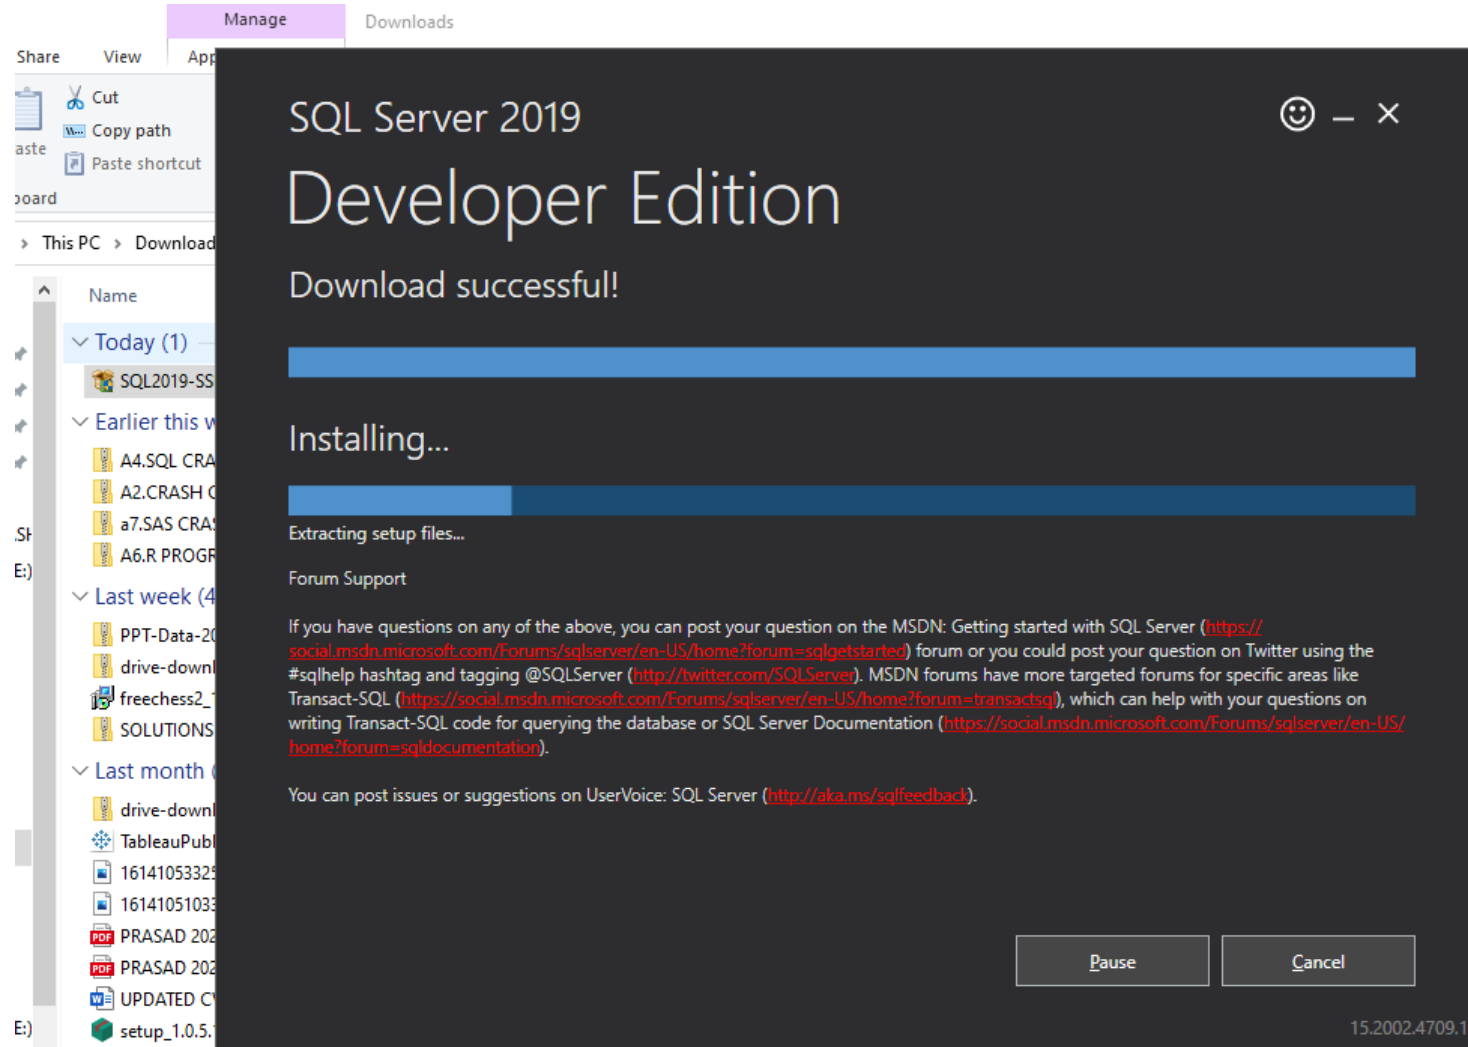 Manage
Downloads
Share
View
App
Cut
Copy path
Paste shortcut
aste
board
This PC > Download
Name
Today (1)
SQL2019-SS
Earlier this w
A4.SQL CRA
A2.CRASH C
a7.SAS CRAS
A6.R PROGR
Last week (4
PPT-Data-20
drive-downl
freechess2_1
SOLUTIONS
Last month (
drive-downl
TableauPubl
16141053325
16141051033
PRASAD 202
PRASAD 202
UPDATED CV
setup_1.0.5.
E:)
E:)
SQL Server 2019
Developer Edition
Download successful!
Installing...
Extracting setup files...
Forum Support
If you have questions on any of the above, you can post your question on the MSDN: Getting started with SQL Server (https://
social.msdn.microsoft.com/Forums/sqlserver/en-US/home?forum=sqlgetstarted) forum or you could post your question on Twitter using the
#sqlhelp hashtag and tagging @SQLServer (http://twitter.com/SQLServer). MSDN forums have more targeted forums for specific areas like
Transact-SQL (https://social.msdn.microsoft.com/Forums/sqlserver/en-US/home?forum=transactsql), which can help with your questions on
writing Transact-SQL code for querying the database or SQL Server Documentation (https://social.msdn.microsoft.com/Forums/sqlserver/en-US/
home?forum=sqldocumentation).
You can post issues or suggestions on UserVoice: SQL Server (http://aka.ms/sqlfeedback).
Pause
Cancel
15.2002.4709.1